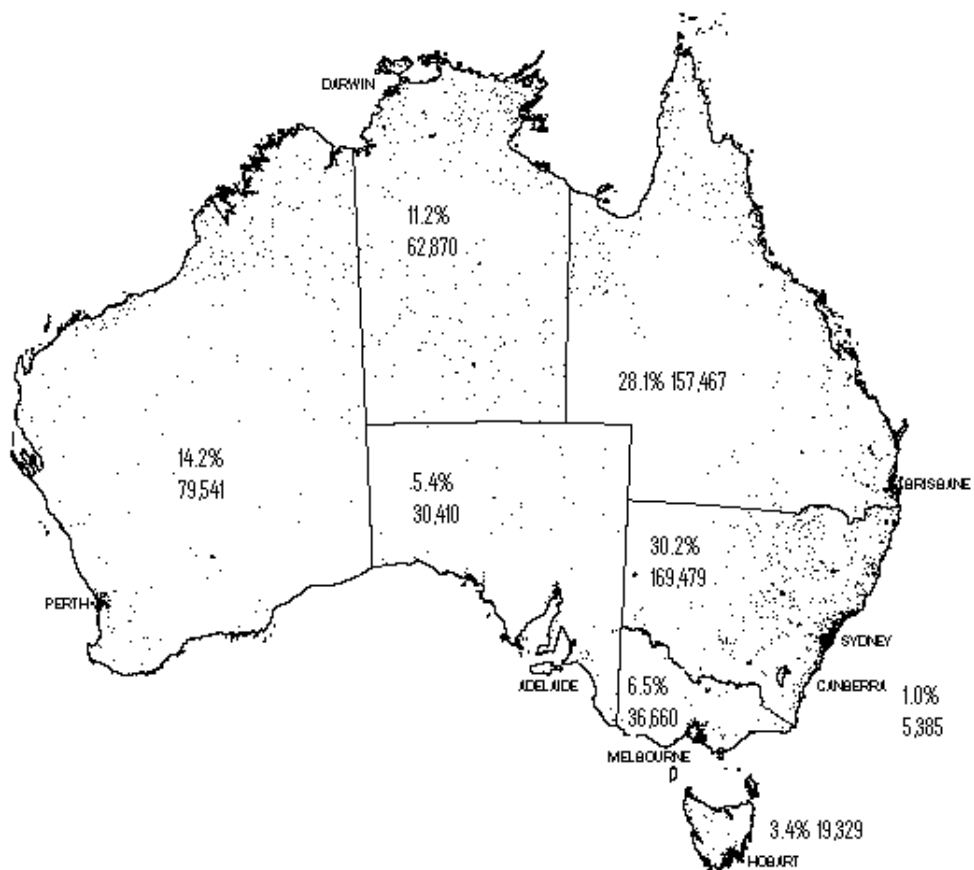 DARWIN
11.2%
62,870
28.1% 157,467
14.2%
79,541
5.4%
30,410
BRISBANE
30.2%
169,479
PERTH
SYDNEY
ADELAIDE
6.5%
36,660
CANBERRA
1.0%
5,385
MELBOURNE
3.4% 19,329
HOBART